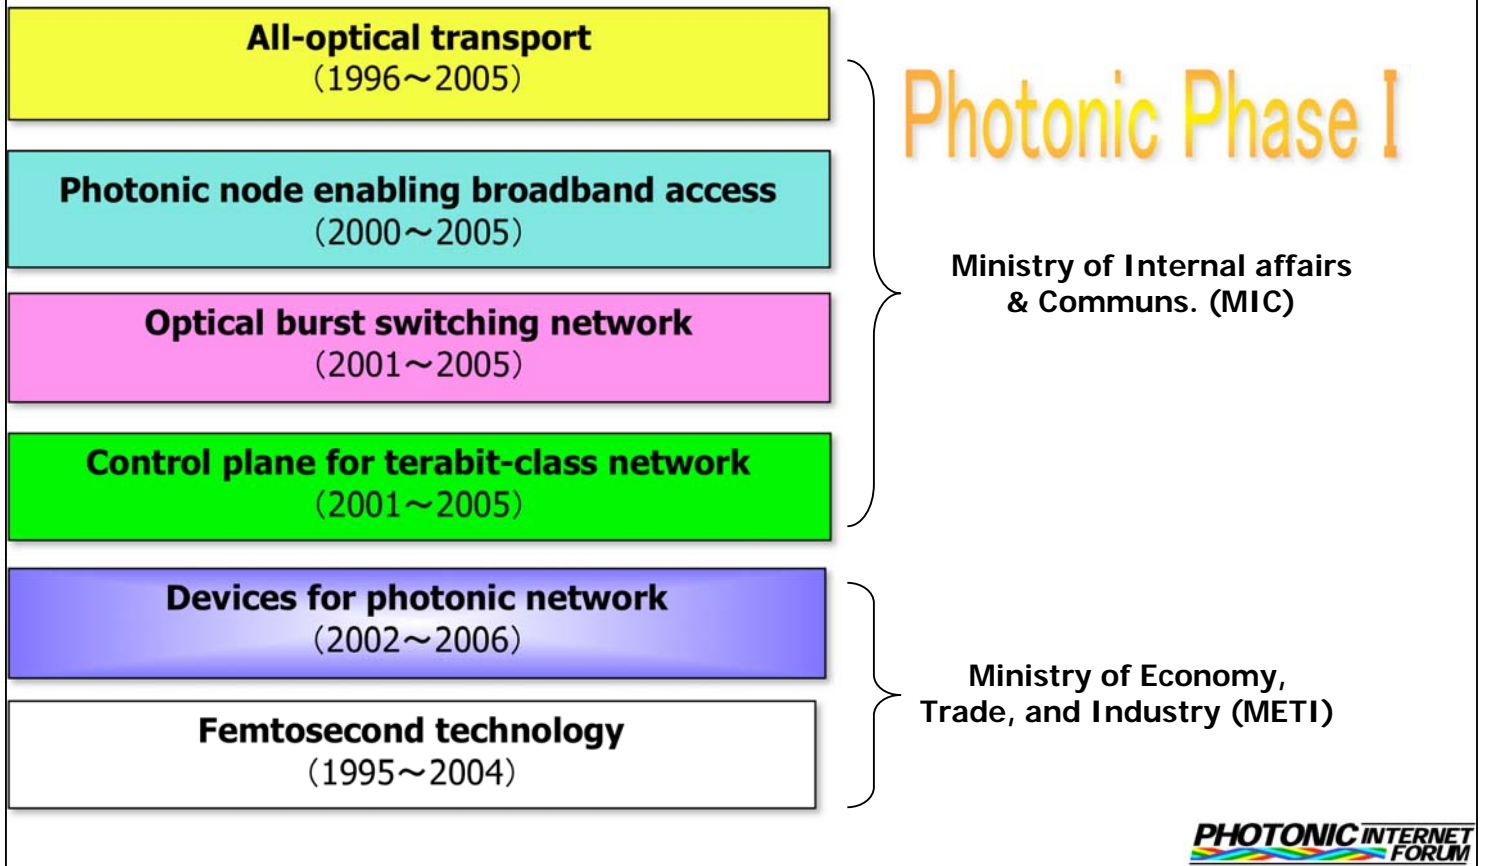 All-optical transport
（1996～2005）
Photonic Phase I
Photonic node enabling broadband access
（2000～2005）
Ministry of Internal affairs
& Communs. (MIC)
Optical burst switching network
（2001～2005）
Control plane for terabit-class network
（2001～2005）
Devices for photonic network
（2002～2006）
Ministry of Economy,
Trade, and Industry (METI)
Femtosecond technology
（1995～2004）
PHOTONIC INTERNET
FORUM